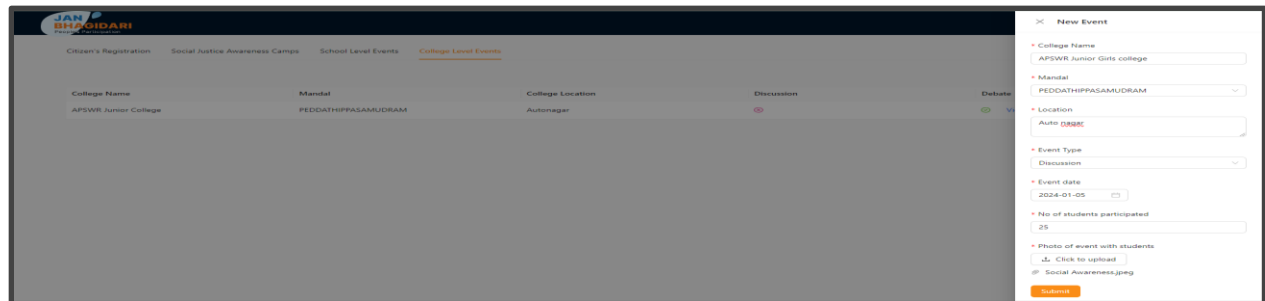 JAN
BHAGIDARI
People's Participation
Citizen's Registration Social Justice Awareness Camps School Level Events College Level Events
College Name Mandal College Location Discussion Debate
APSWR Junior College PEDDATHIPPASAMUDRAM Autonagar
New Event
* College Name
APSWR Junior Girls college
* Mandal
PEDDATHIPPASAMUDRAM
* Location
Auto nagar
* Event Type
Discussion
* Event date
2024-01-05
* No of students participated
25
* Photo of event with students
Click to upload
Social Awareness.jpeg
Submit